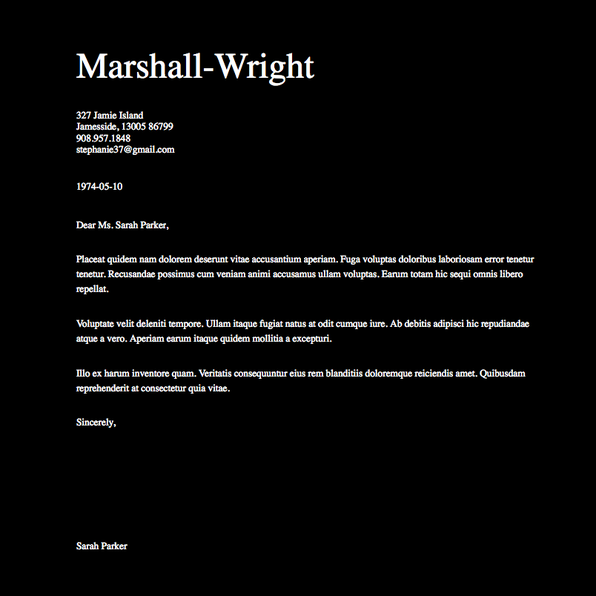 Marshall-Wright
327 Jamie Island
Jamesside, 13005 86799
908.957.1848
stephanie37@gmail.com
1974-05-10
Dear Ms. Sarah Parker,
Placeat quidem nam dolorem deserunt vitae accusantium aperiam. Fuga voluptas doloribus laboriosam error tenetur
tenetur. Recusandae possimus cum veniam animi accusamus ullam voluptas. Earum totam hic sequi omnis libero
repellat.
Voluptate velit deleniti tempore. Ullam itaque fugiat natus at odit cumque iure. Ab debitis adipisci hic repudiandae
atque a vero. Aperiam earum itaque quidem mollitia a excepturi.
Illo ex harum inventore quam. Veritatis consequuntur eius rem blanditiis doloremque reiciendis amet. Quibusdam
reprehenderit at consectetur quia vitae.
Sincerely,
Sarah Parker